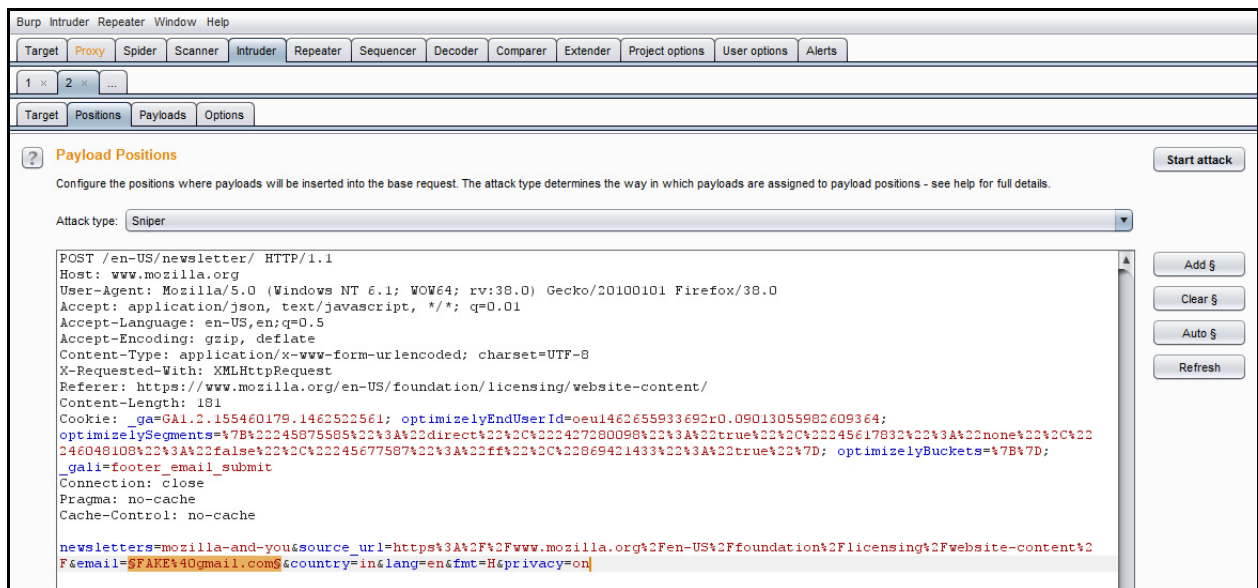 Burp Intruder Repeater Window Help
Target Proxy Spider Scanner Intruder Repeater Sequencer Decoder Comparer Extender Project options User options Alerts
1 × 2 × ...
Target Positions Payloads Options
? Payload Positions
Start attack
Configure the positions where payloads will be inserted into the base request. The attack type determines the way in which payloads are assigned to payload positions - see help for full details.
Attack type: Sniper
POST /en-US/newsletter/ HTTP/1.1
Host: www.mozilla.org
User-Agent: Mozilla/5.0 (Windows NT 6.1; WOW64; rv:38.0) Gecko/20100101 Firefox/38.0
Accept: application/json, text/javascript, */*; q=0.01
Accept-Language: en-US,en;q=0.5
Accept-Encoding: gzip, deflate
Content-Type: application/x-www-form-urlencoded; charset=UTF-8
X-Requested-With: XMLHttpRequest
Referer: https://www.mozilla.org/en-US/foundation/licensing/website-content/
Content-Length: 181
Cookie: _ga=GA1.2.155460179.1462522561; optimizelyEndUserId=oeu1462655933692r0.09013055982609364;
optimizelySegments=%7B%22245875585%22%3A%22direct%22%2C%222427280098%22%3A%22true%22%2C%22245617832%22%3A%22none%22%2C%22
246048108%22%3A%22false%22%2C%22245677587%22%3A%22ff%22%2C%22869421433%22%3A%22true%22%7D; optimizelyBuckets=%7B%7D;
_gali=footer_email_submit
Connection: close
Pragma: no-cache
Cache-Control: no-cache
newsletters=mozilla-and-you&source_url=https%3A%2F%2Fwww.mozilla.org%2Fen-US%2Ffoundation%2Flicensing%2Fwebsite-content%2
F&email=§FAKE%40gmail.com§&country=in&lang=en&fmt=H&privacy=on
Add §
Clear §
Auto §
Refresh